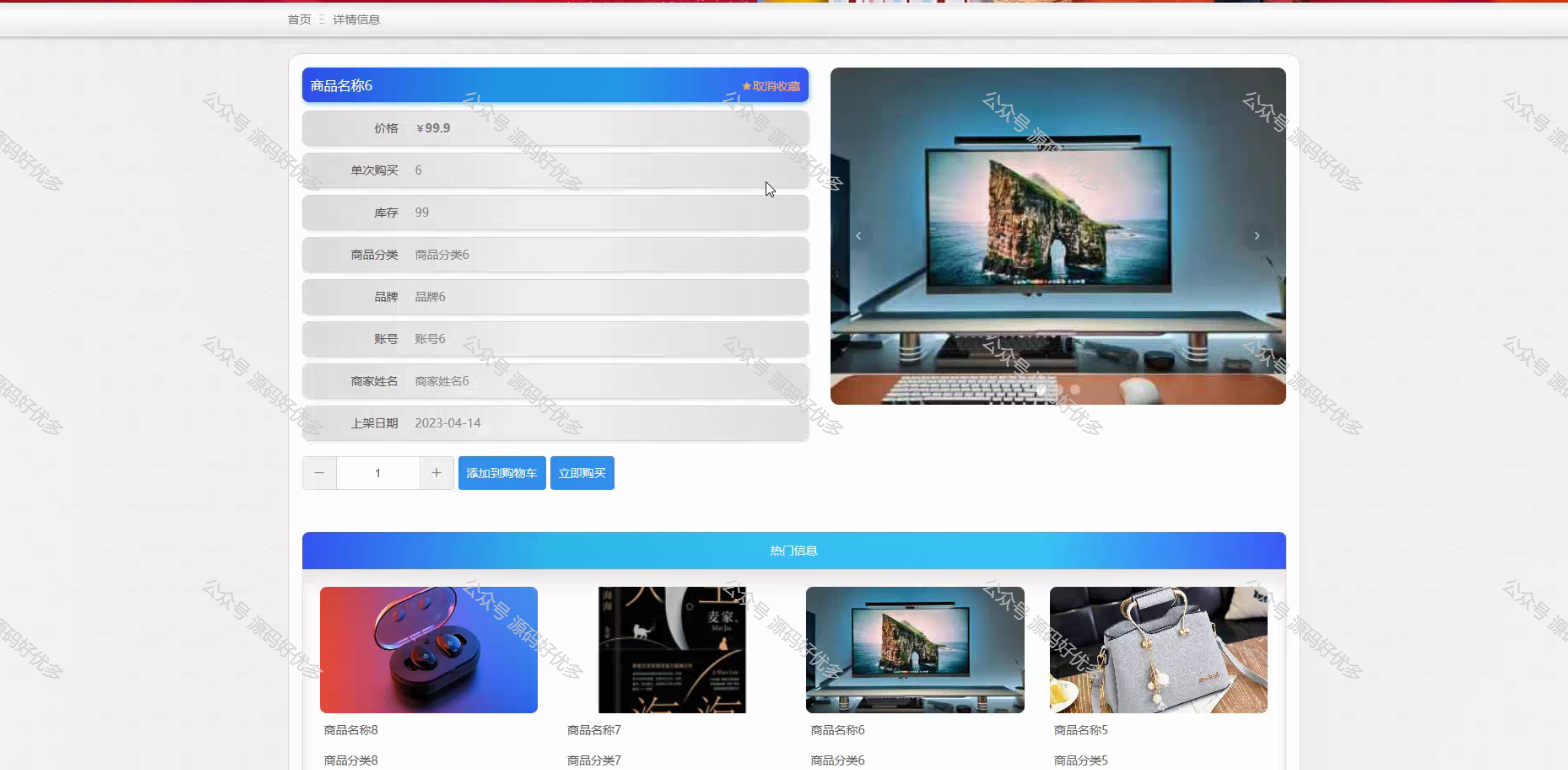 首页 Ξ 详情信息
商品名称6
★取消收藏
价格 ￥99.9
单次购买 6
库存 99
商品分类 商品分类6
品牌 品牌6
账号 账号6
商家姓名 商家姓名6
上架日期 2023-04-14
1
添加到购物车
立即购买
热门信息
麦家
商品名称8
商品名称7
商品名称6
商品名称5
商品分类8
商品分类7
商品分类6
商品分类5
公众号 源码好优多